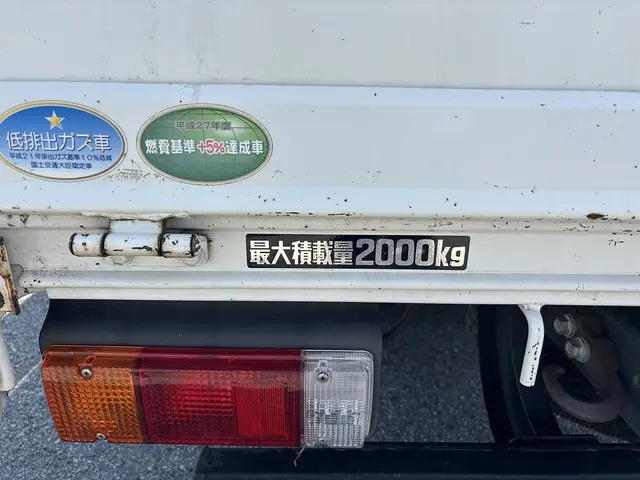 低排出ガス車
平成21年排出ガス基準10%低減
国土交通大臣認定車
平成27年度
燃費基準+5%達成車
最大積載量2000kg